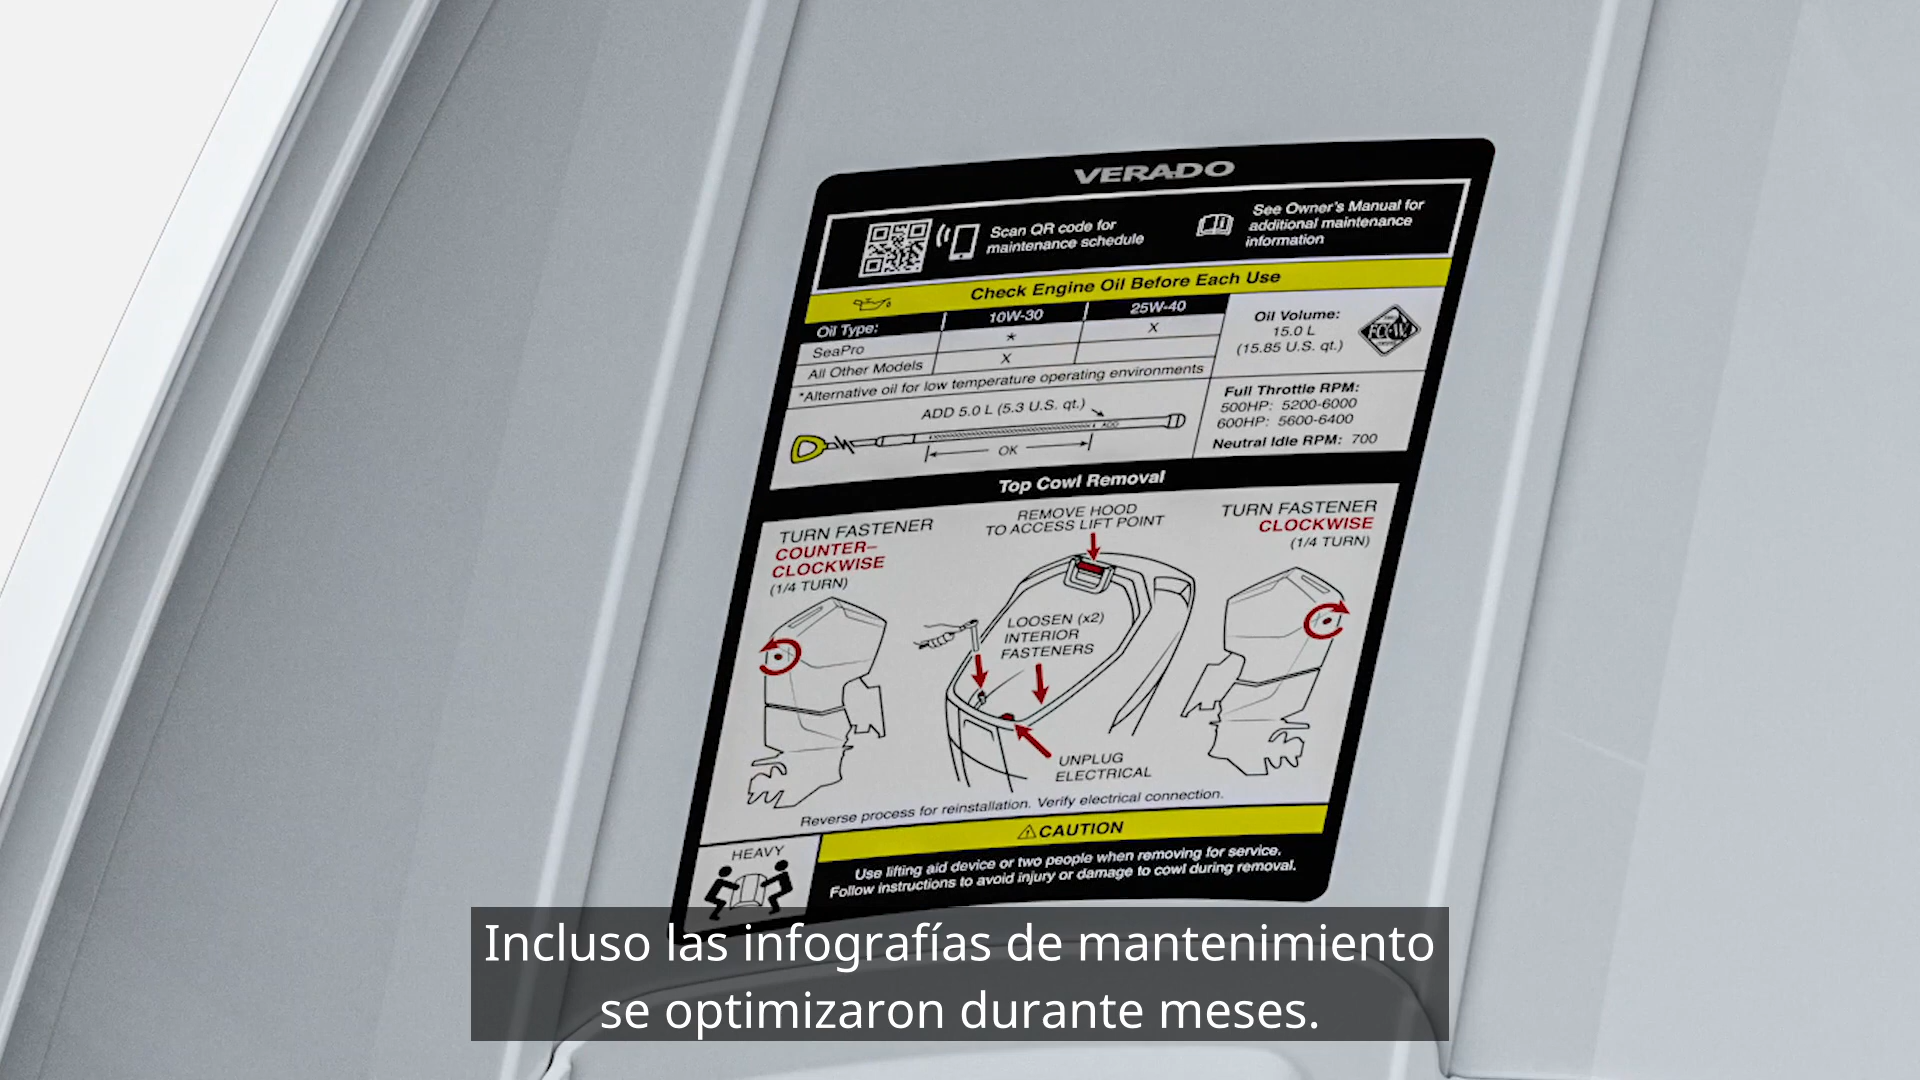 VERADO
Scan QR code for
maintenance schedule
See Owner's Manual for
additional maintenance
information
Check Engine Oil Before Each Use
Oil Type: 10W-30 25W-40
SeaPro * X
All Other Models X
*Alternative oil for low temperature operating environments
Oil Volume:
15.0 L
(15.85 U.S. qt.)
FC-W
ADD 5.0 L (5.3 U.S. qt.)
ADD
OK
Full Throttle RPM:
500HP: 5200-6000
600HP: 5600-6400
Neutral Idle RPM: 700
Top Cowl Removal
TURN FASTENER
COUNTER–
CLOCKWISE
(1/4 TURN)
REMOVE HOOD
TO ACCESS LIFT POINT
TURN FASTENER
CLOCKWISE
(1/4 TURN)
LOOSEN (x2)
INTERIOR
FASTENERS
UNPLUG
ELECTRICAL
Reverse process for reinstallation. Verify electrical connection.
HEAVY
⚠CAUTION
Use lifting aid device or two people when removing for service.
Follow instructions to avoid injury or damage to cowl during removal.
Incluso las infografías de mantenimiento
se optimizaron durante meses.